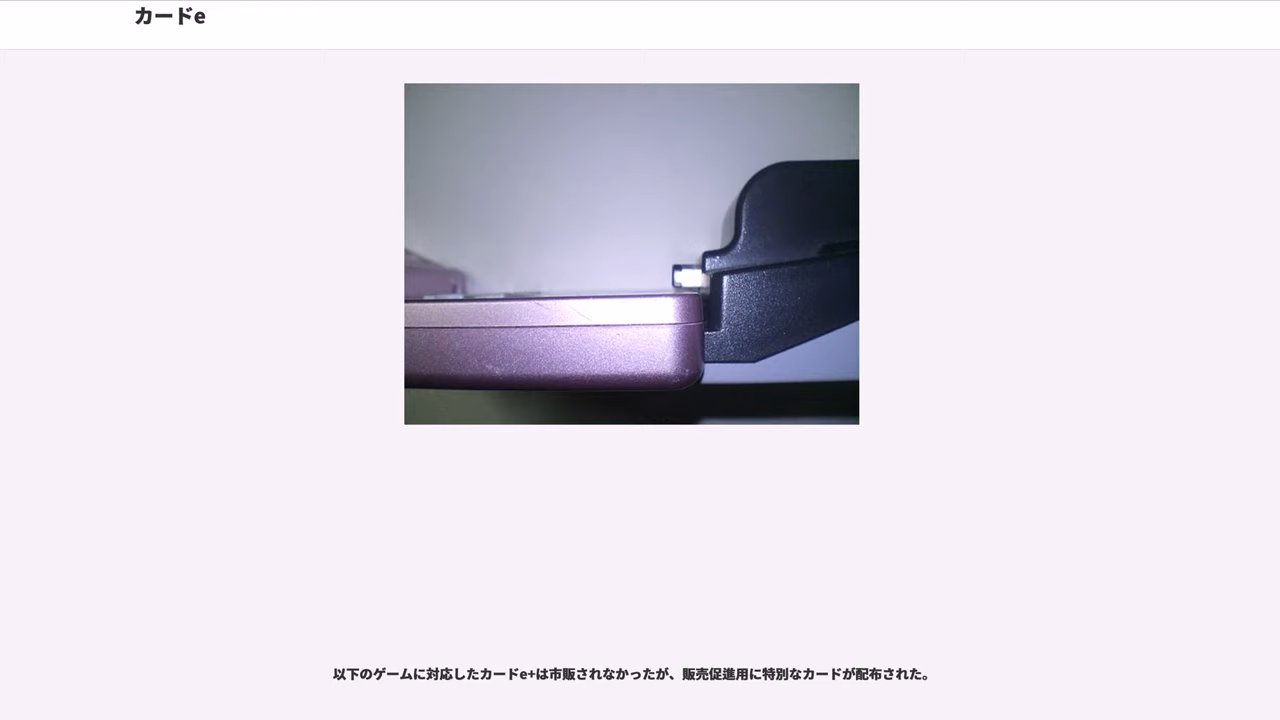 カードe
以下のゲームに対応したカードe+は市販されなかったが、販売促進用に特別なカードが配布された。